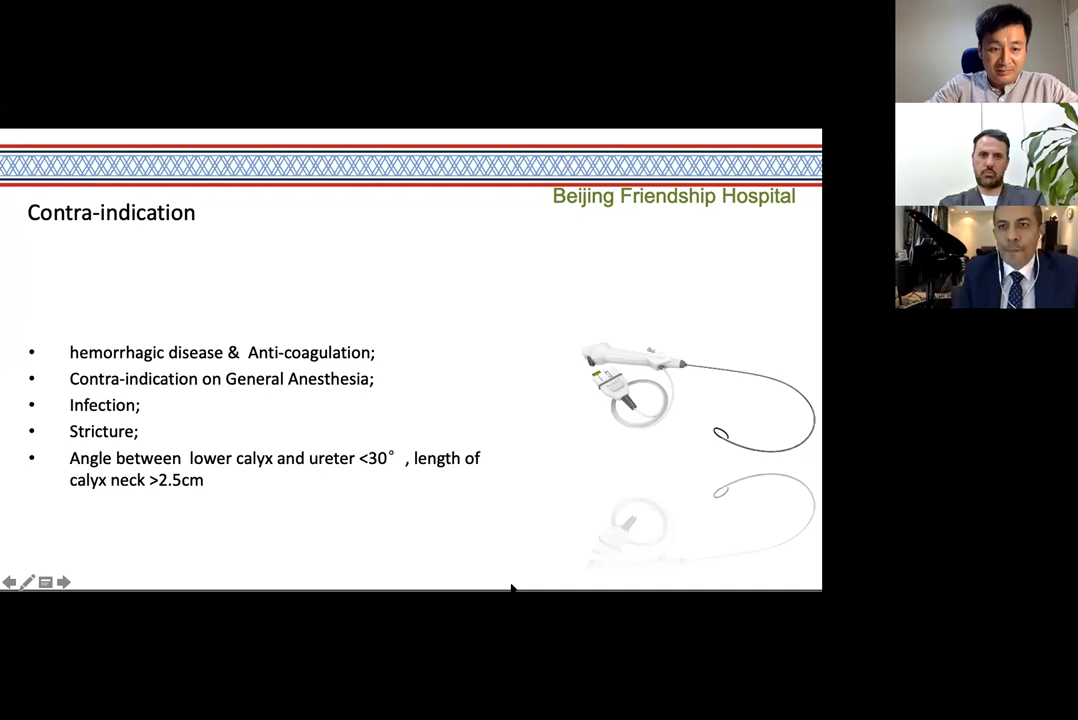 Beijing Friendship Hospital
Contra-indication
• hemorrhagic disease & Anti-coagulation;
• Contra-indication on General Anesthesia;
• Infection;
• Stricture;
• Angle between lower calyx and ureter <30° , length of
calyx neck >2.5cm